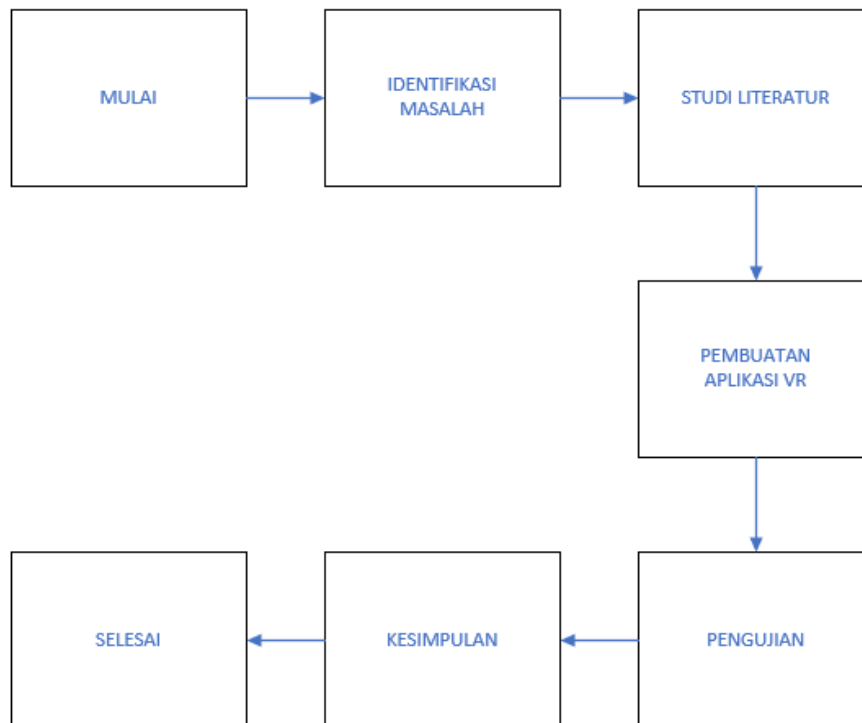 MULAI
IDENTIFIKASI
MASALAH
STUDI LITERATUR
PEMBUATAN
APLIKASI VR
PENGUJIAN
KESIMPULAN
SELESAI